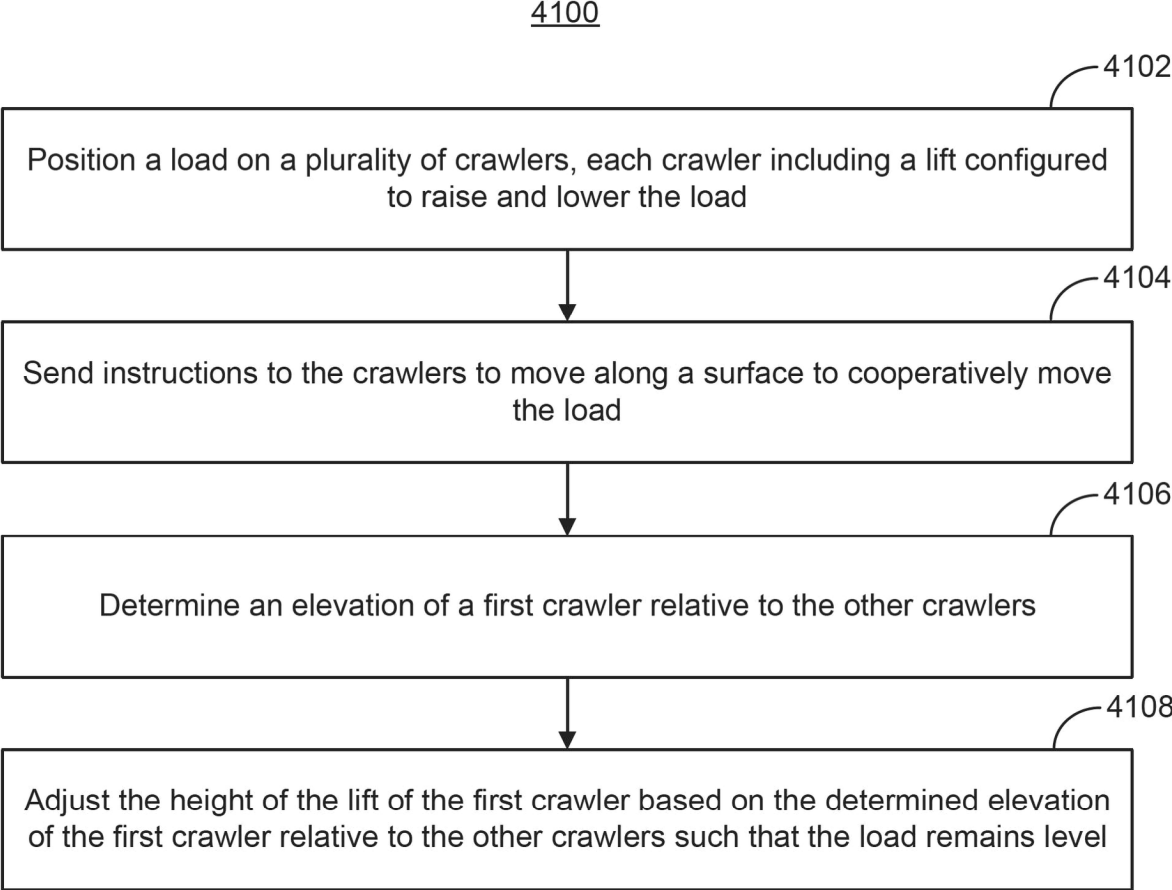 4100
4102
Position a load on a plurality of crawlers, each crawler including a lift configured
to raise and lower the load
4104
Send instructions to the crawlers to move along a surface to cooperatively move
the load
4106
Determine an elevation of a first crawler relative to the other crawlers
4108
Adjust the height of the lift of the first crawler based on the determined elevation
of the first crawler relative to the other crawlers such that the load remains level